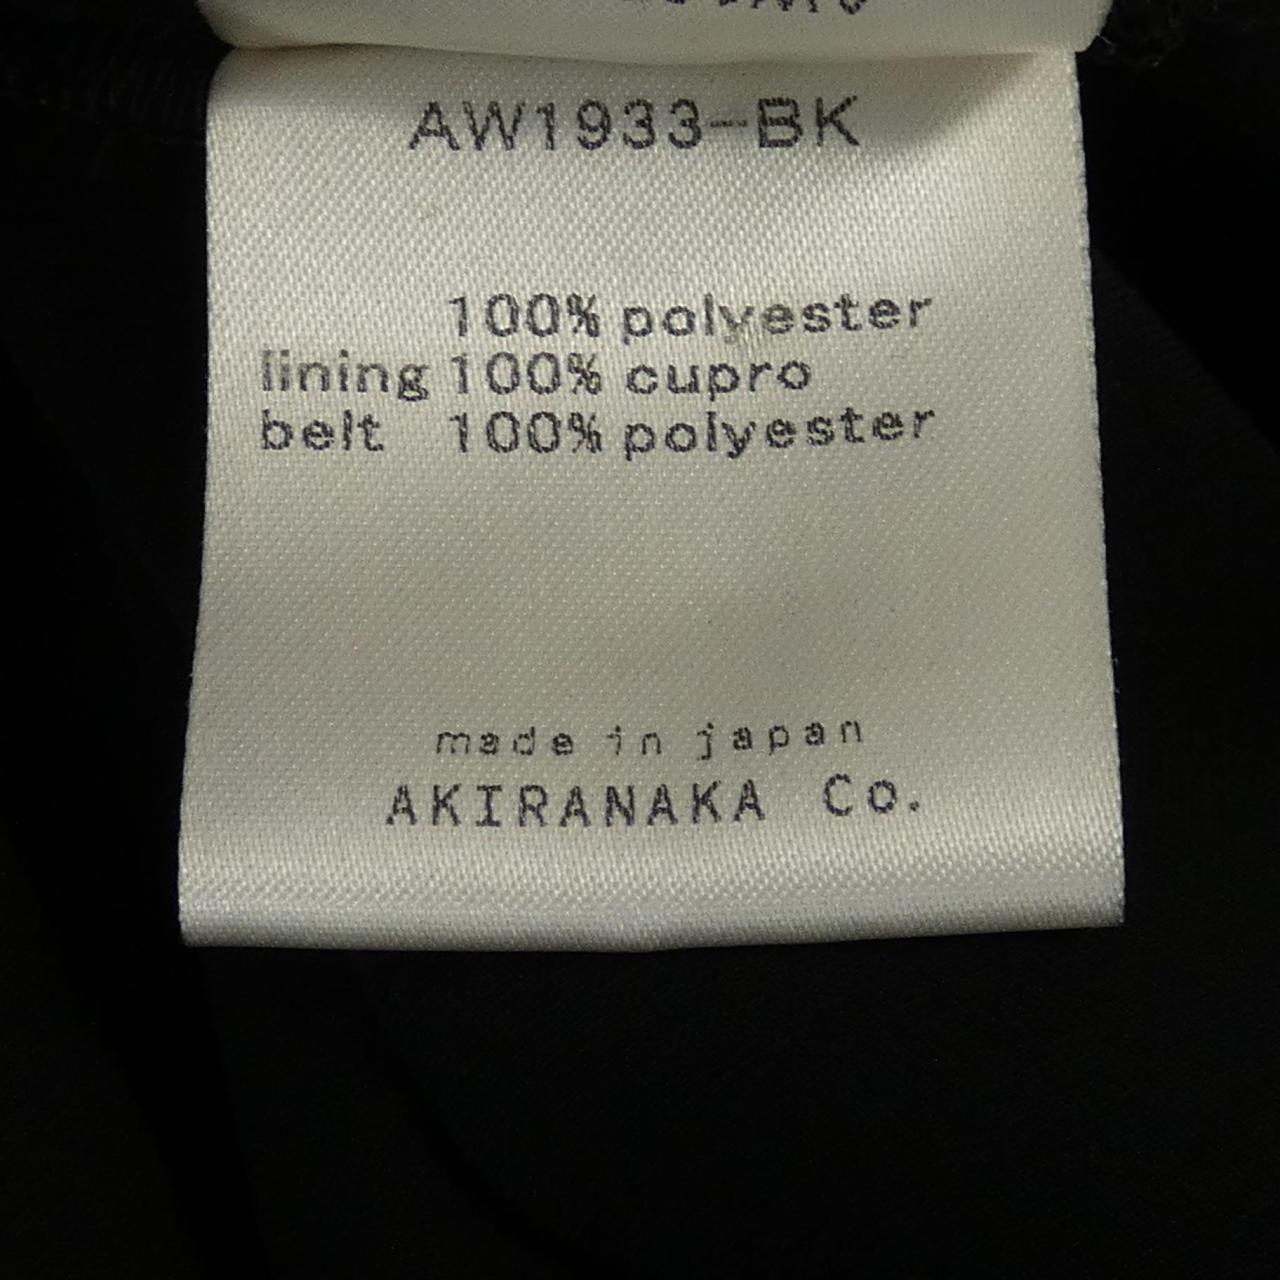 AW1933-BK
100% polyester
lining 100% cupro
belt 100% polyester
made in japan
AKIRANAKA Co.